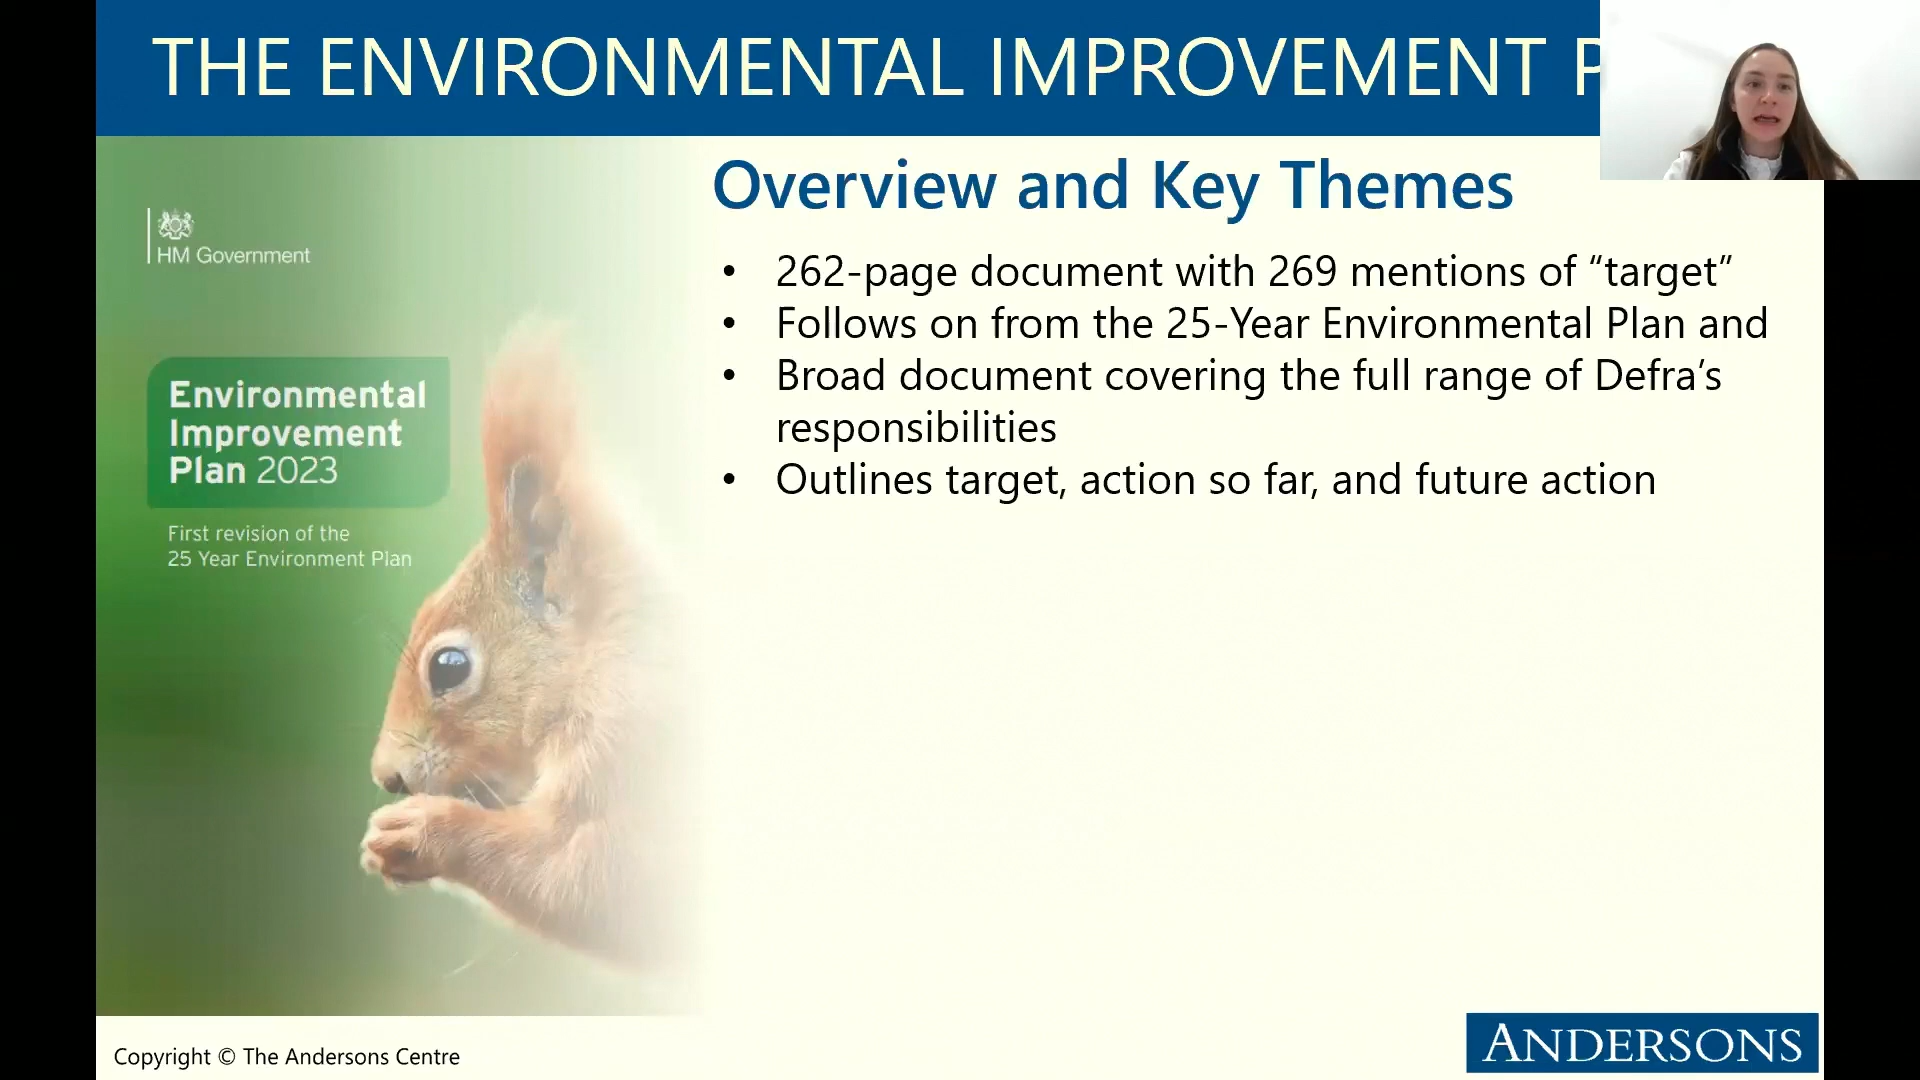 THE ENVIRONMENTAL IMPROVEMENT
Overview and Key Themes
HM Government
• 262-page document with 269 mentions of “target”
• Follows on from the 25-Year Environmental Plan and
• Broad document covering the full range of Defra’s
responsibilities
• Outlines target, action so far, and future action
Environmental
Improvement
Plan 2023
First revision of the
25 Year Environment Plan
Copyright © The Andersons Centre
ANDERSONS